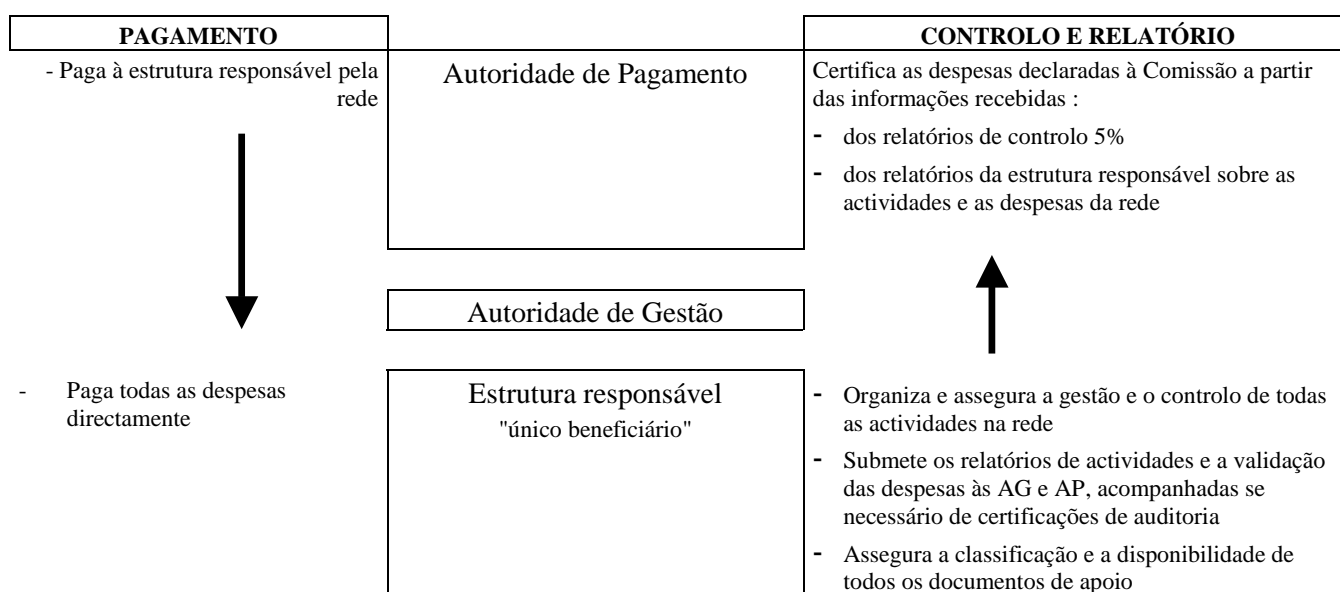 PAGAMENTO
CONTROLO E RELATÓRIO
- Paga à estrutura responsável pela
rede
Autoridade de Pagamento
Certifica as despesas declaradas à Comissão a partir
das informações recebidas :
- dos relatórios de controlo 5%
- dos relatórios da estrutura responsável sobre as
actividades e as despesas da rede
Autoridade de Gestão
- Paga todas as despesas
directamente
Estrutura responsável
"único beneficiário"
- Organiza e assegura a gestão e o controlo de todas
as actividades na rede
- Submete os relatórios de actividades e a validação
das despesas às AG e AP, acompanhadas se
necessário de certificações de auditoria
- Assegura a classificação e a disponibilidade de
todos os documentos de apoio